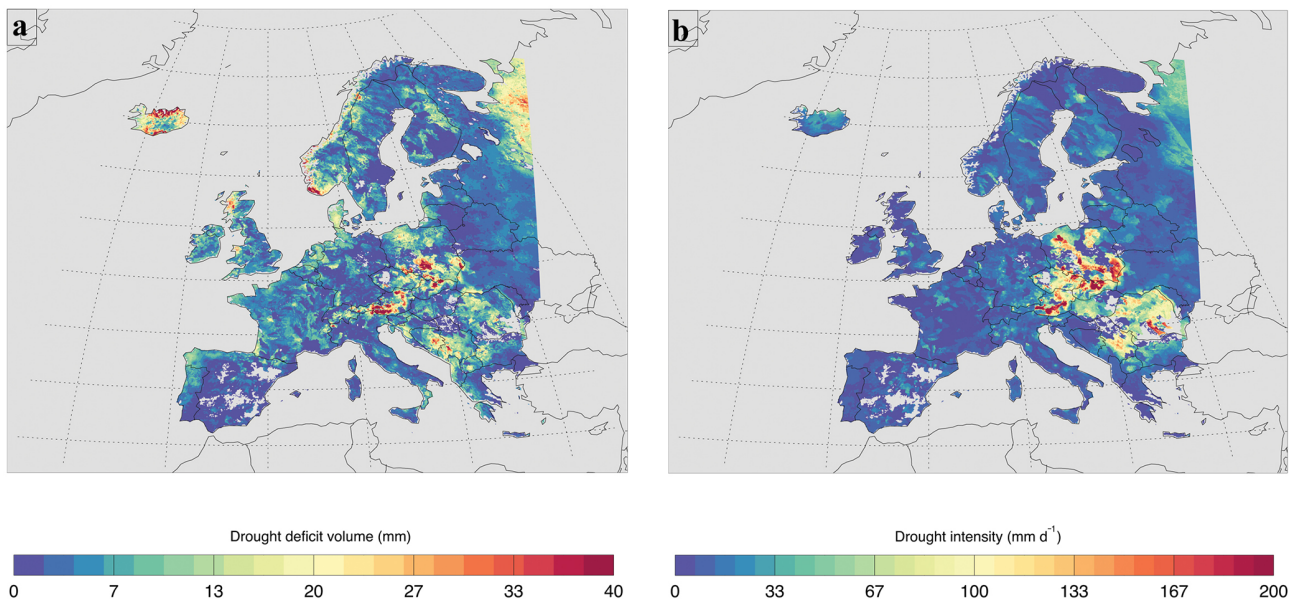 a
b
Drought deficit volume (mm)
0 7 13 20 27 33 40
Drought intensity (mm d⁻¹)
0 33 67 100 133 167 200